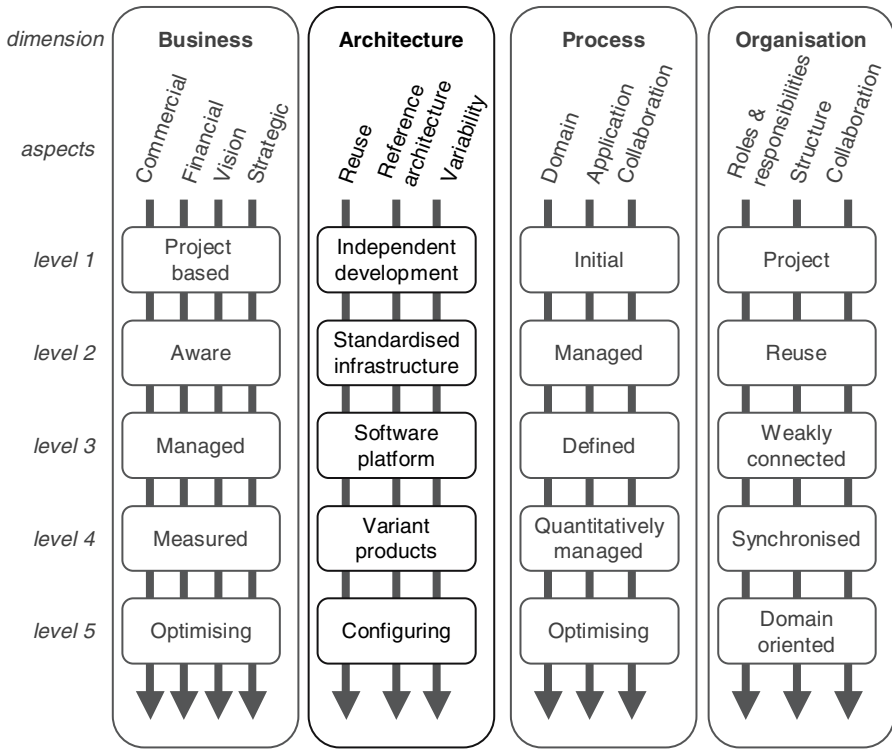 dimension Business Architecture Process Organisation
aspects Commercial Financial Vision Strategic Reuse Reference architecture Variability Domain Application Collaboration Roles & responsibilities Structure Collaboration
level 1 Project based Independent development Initial Project
level 2 Aware Standardised infrastructure Managed Reuse
level 3 Managed Software platform Defined Weakly connected
level 4 Measured Variant products Quantitatively managed Synchronised
level 5 Optimising Configuring Optimising Domain oriented